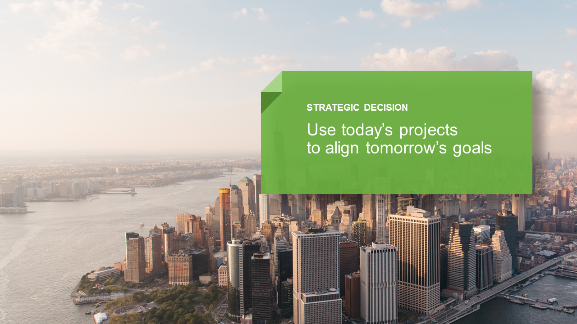 STRATEGIC DECISION
Use today's projects
to align tomorrow's goals